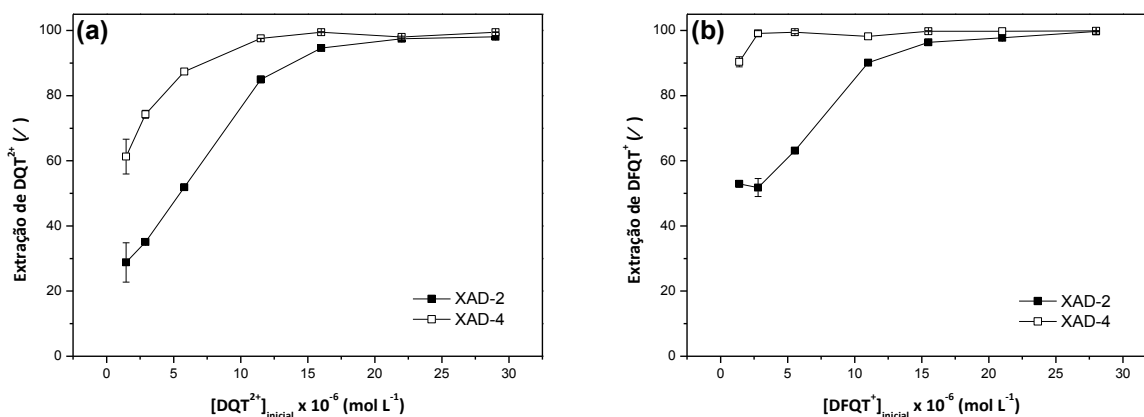 (a)
Extração de DQT²⁺ (/)
100
80
60
40
20
0
XAD-2
XAD-4
0 5 10 15 20 25 30
[DQT²⁺]inicial x 10⁻⁶ (mol L⁻¹)
(b)
Extração de DFQT⁺ (/)
100
80
60
40
20
0
XAD-2
XAD-4
0 5 10 15 20 25 30
[DFQT⁺]inicial x 10⁻⁶ (mol L⁻¹)